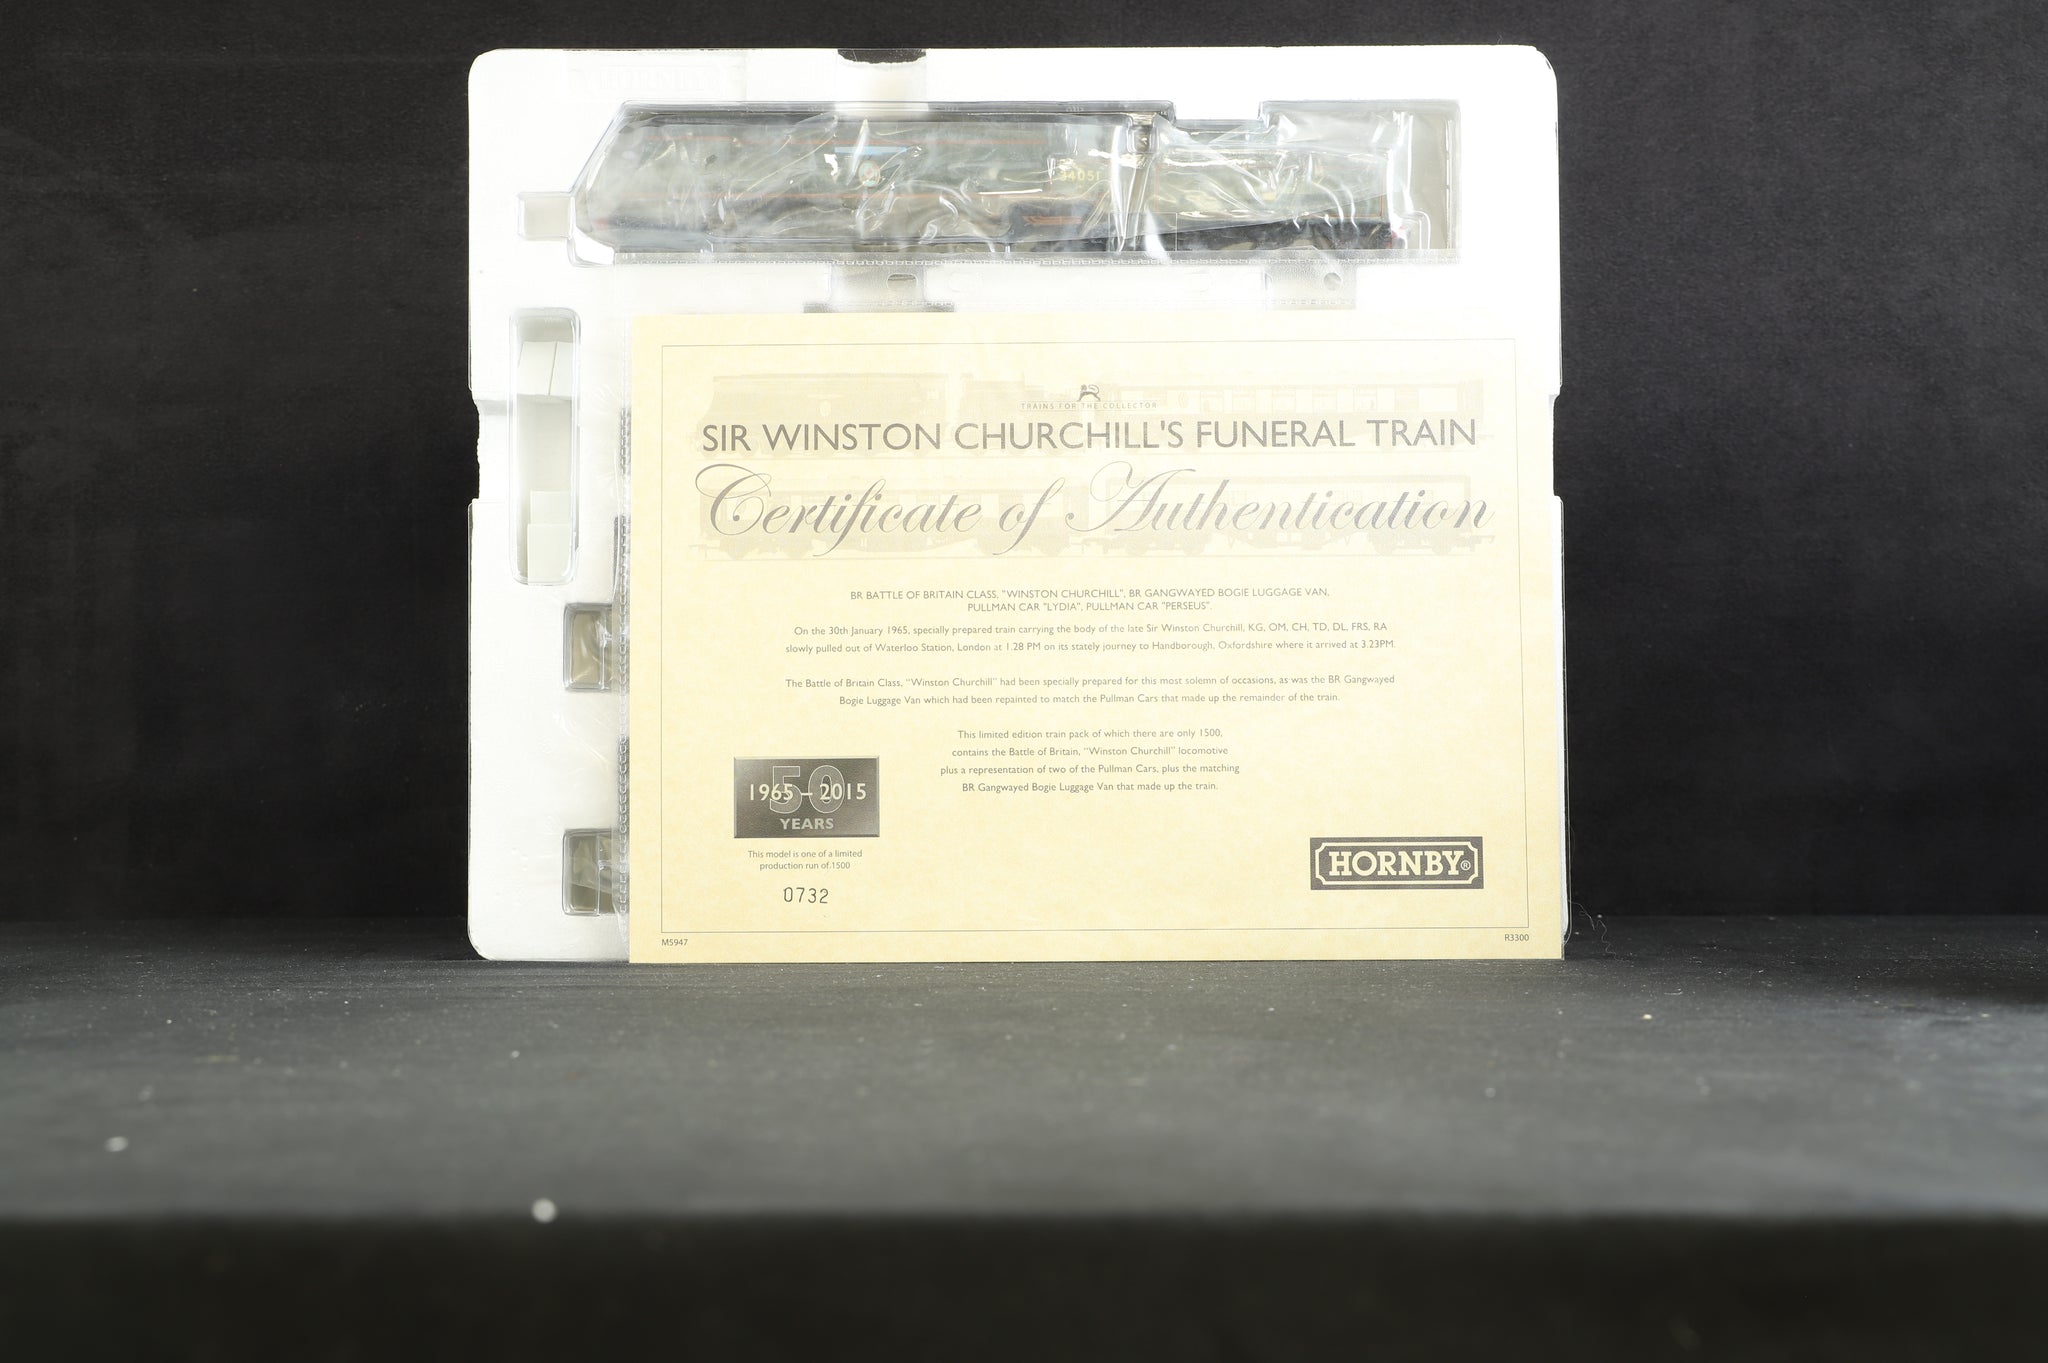 34051
TRAINS FOR THE COLLECTOR
SIR WINSTON CHURCHILL'S FUNERAL TRAIN
Certificate of Authentication
BR BATTLE OF BRITAIN CLASS, "WINSTON CHURCHILL", BR GANGWAYED BOGIE LUGGAGE VAN,
PULLMAN CAR "LYDIA", PULLMAN CAR "PERSEUS".
On the 30th January 1965, specially prepared train carrying the body of the late Sir Winston Churchill, KG, OM, CH, TD, DL, FRS, RA
slowly pulled out of Waterloo Station, London at 1.28 PM on its stately journey to Handborough, Oxfordshire where it arrived at 3.23PM.
The Battle of Britain Class, "Winston Churchill" had been specially prepared for this most solemn of occasions, as was the BR Gangwayed
Bogie Luggage Van which had been repainted to match the Pullman Cars that made up the remainder of the train.
This limited edition train pack of which there are only 1500,
contains the Battle of Britain, "Winston Churchill" locomotive
plus a representation of two of the Pullman Cars, plus the matching
BR Gangwayed Bogie Luggage Van that made up the train.
50
1965 – 2015
YEARS
This model is one of a limited
production run of 1500
0732
HORNBY®
M5947
R3300